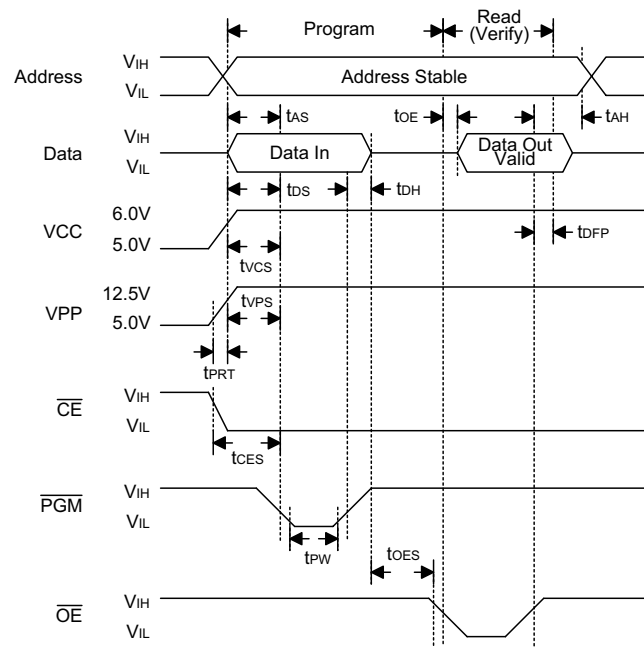 Program
Read
(Verify)
Address
VIH
VIL
Address Stable
tAS
tOE
tAH
Data
VIH
VIL
Data In
Data Out
Valid
tDS
tDH
tDFP
VCC
6.0V
5.0V
tVCS
VPP
12.5V
5.0V
tVPS
tPRT
CE
VIH
VIL
tCES
PGM
VIH
VIL
tPW
tOES
OE
VIH
VIL